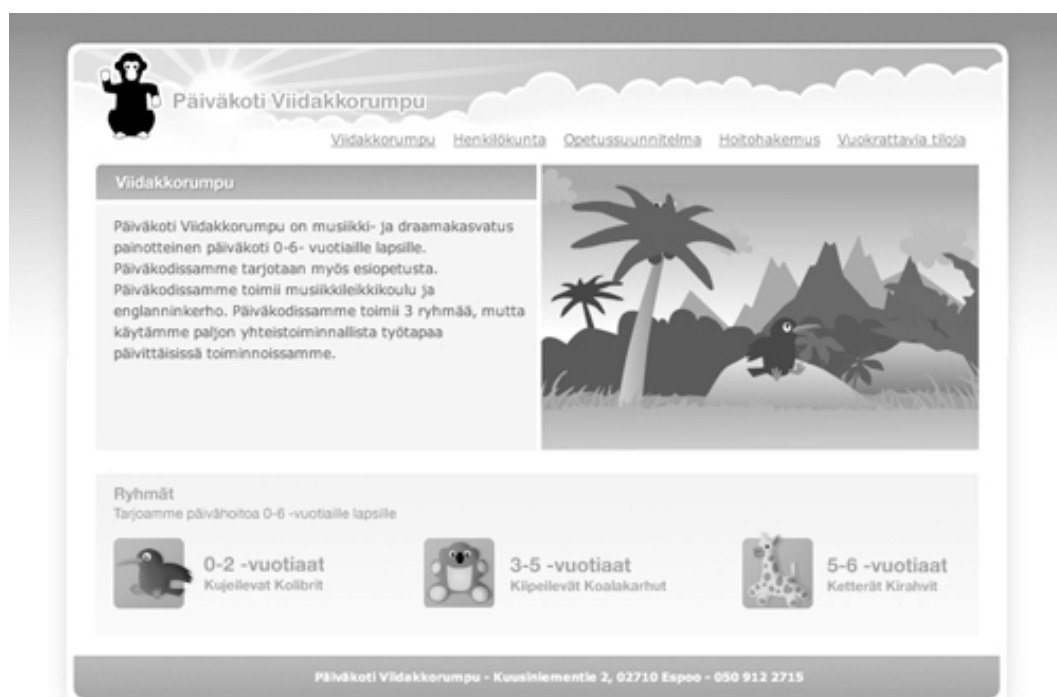 Päiväkoti Viidakkorumpu
Viidakkorumpu Henkilökunta Opetussuunnitelma Hoitohakemus Vuokrattavia tiloja
Viidakkorumpu
Päiväkoti Viidakkorumpu on musiikki- ja draamakasvatus
painotteinen päiväkoti 0-6- vuotiaille lapsille.
Päiväkodissamme tarjotaan myös esiopetusta.
Päiväkodissamme toimii musiikkileikkikoulu ja
englanninkerho. Päiväkodissamme toimii 3 ryhmää, mutta
käytämme paljon yhteistoiminnallista työtapaa
päivittäisissä toiminnoissamme.
Ryhmät
Tarjoamme päivähoitoa 0-6 -vuotiaille lapsille
0-2 -vuotiaat
Kujeilevat Kolibrit
3-5 -vuotiaat
Kiipeilevät Koalakarhut
5-6 -vuotiaat
Ketterät Kirahvit
Päiväkoti Viidakkorumpu - Kuusiniementie 2, 02710 Espoo - 050 912 2715